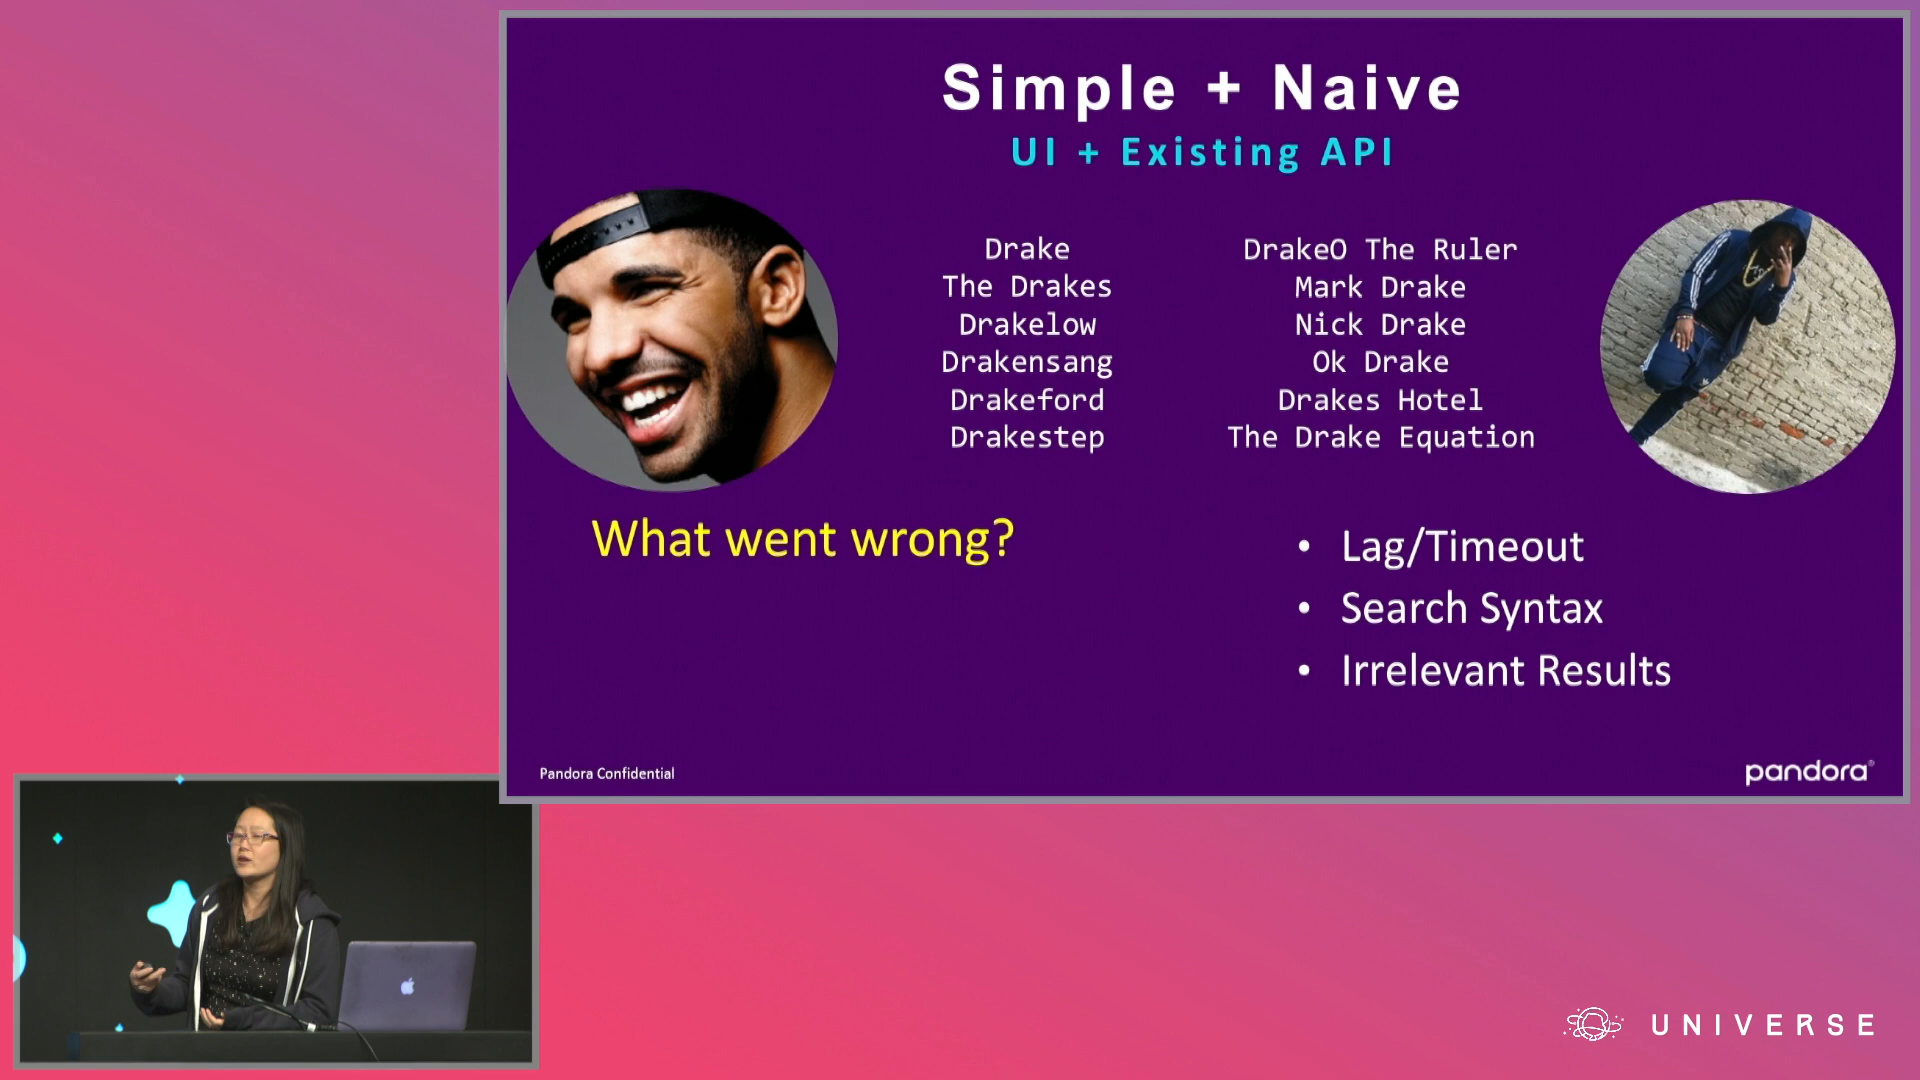 Simple + Naive
UI + Existing API
Drake
The Drakes
Drakelow
Drakensang
Drakeford
Drakestep
DrakeO The Ruler
Mark Drake
Nick Drake
Ok Drake
Drakes Hotel
The Drake Equation
What went wrong?
• Lag/Timeout
• Search Syntax
• Irrelevant Results
Pandora Confidential
pandora®
UNIVERSE